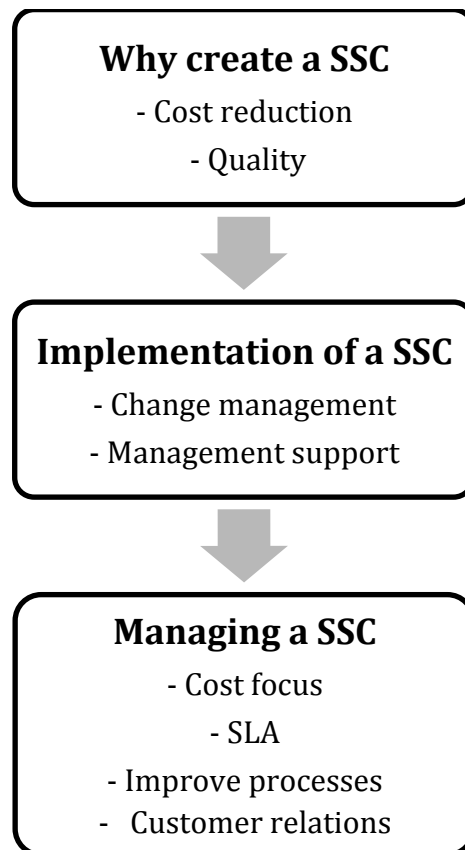 Why create a SSC
- Cost reduction
- Quality
Implementation of a SSC
- Change management
- Management support
Managing a SSC
- Cost focus
- SLA
- Improve processes
- Customer relations